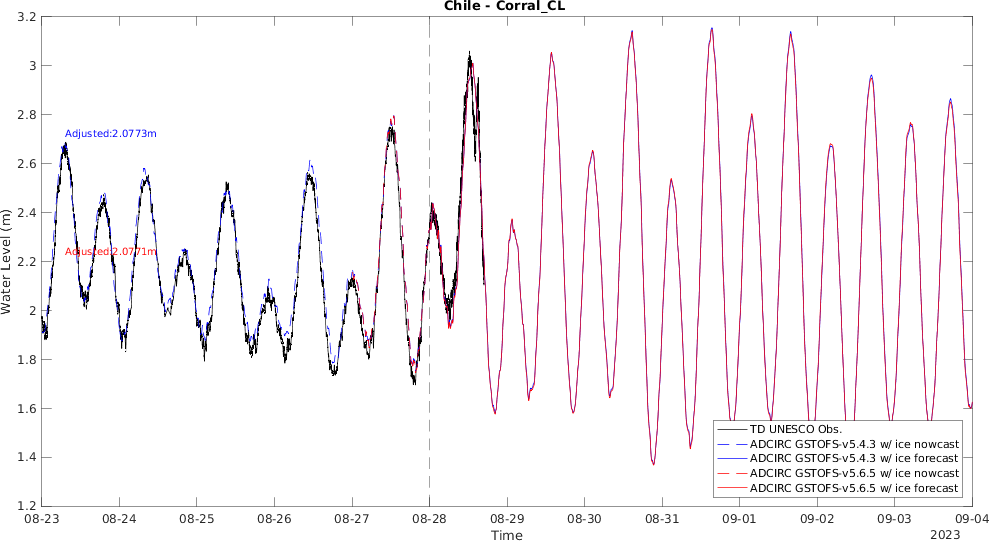 Chile - Corral_CL
3.2
3
2.8
2.6
2.4
2.2
2
1.8
1.6
1.4
1.2
Water Level (m)
Adjusted:2.0773m
Adjusted:2.0771m
TD UNESCO Obs.
ADCIRC GSTOFS-v5.4.3 w/ ice nowcast
ADCIRC GSTOFS-v5.4.3 w/ ice forecast
ADCIRC GSTOFS-v5.6.5 w/ ice nowcast
ADCIRC GSTOFS-v5.6.5 w/ ice forecast
08-23 08-24 08-25 08-26 08-27 08-28 08-29 08-30 08-31 09-01 09-02 09-03 09-04
Time
2023